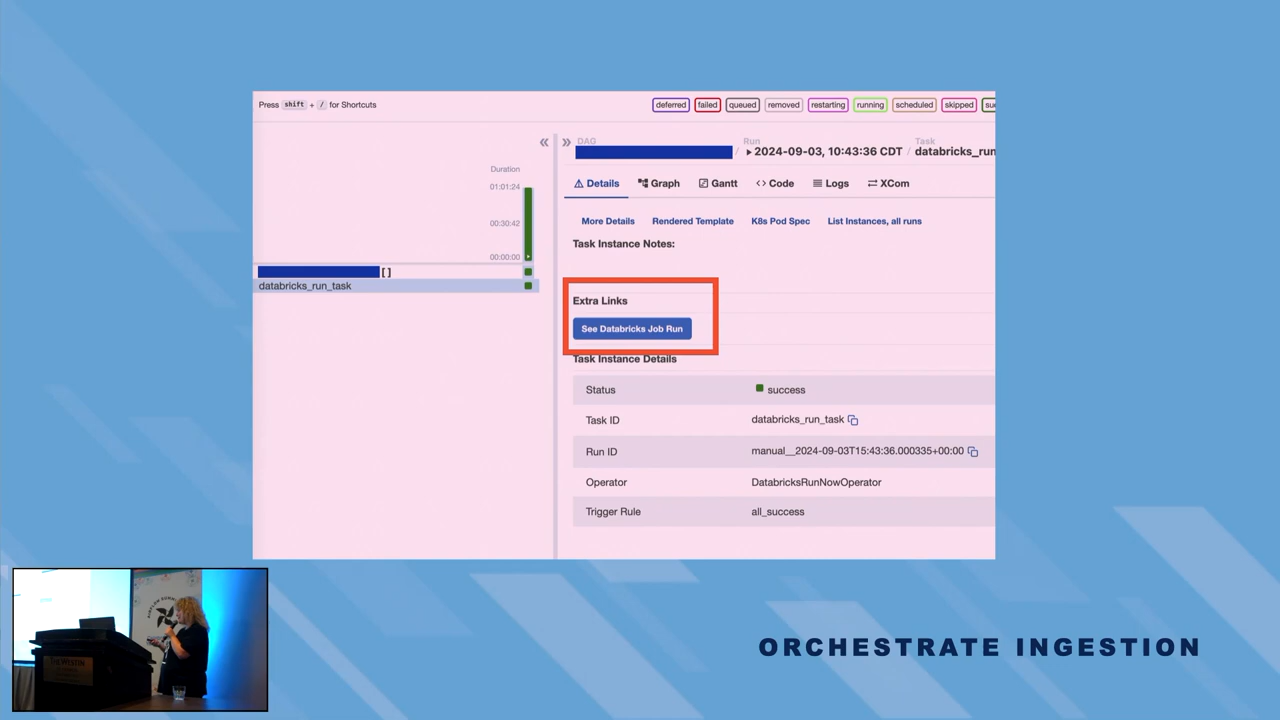 Press shift + / for Shortcuts
deferred failed queued removed restarting running scheduled skipped su
DAG Run Task
/ 2024-09-03, 10:43:36 CDT / databricks_run
Details Graph Gantt Code Logs XCom
More Details Rendered Template K8s Pod Spec List Instances, all runs
Task Instance Notes:
Duration
01:01:24
00:30:42
00:00:00
[ ]
databricks_run_task
Extra Links
See Databricks Job Run
Task Instance Details
Status success
Task ID databricks_run_task
Run ID manual__2024-09-03T15:43:36.000335+00:00
Operator DatabricksRunNowOperator
Trigger Rule all_success
ORCHESTRATE INGESTION
THE WESTIN